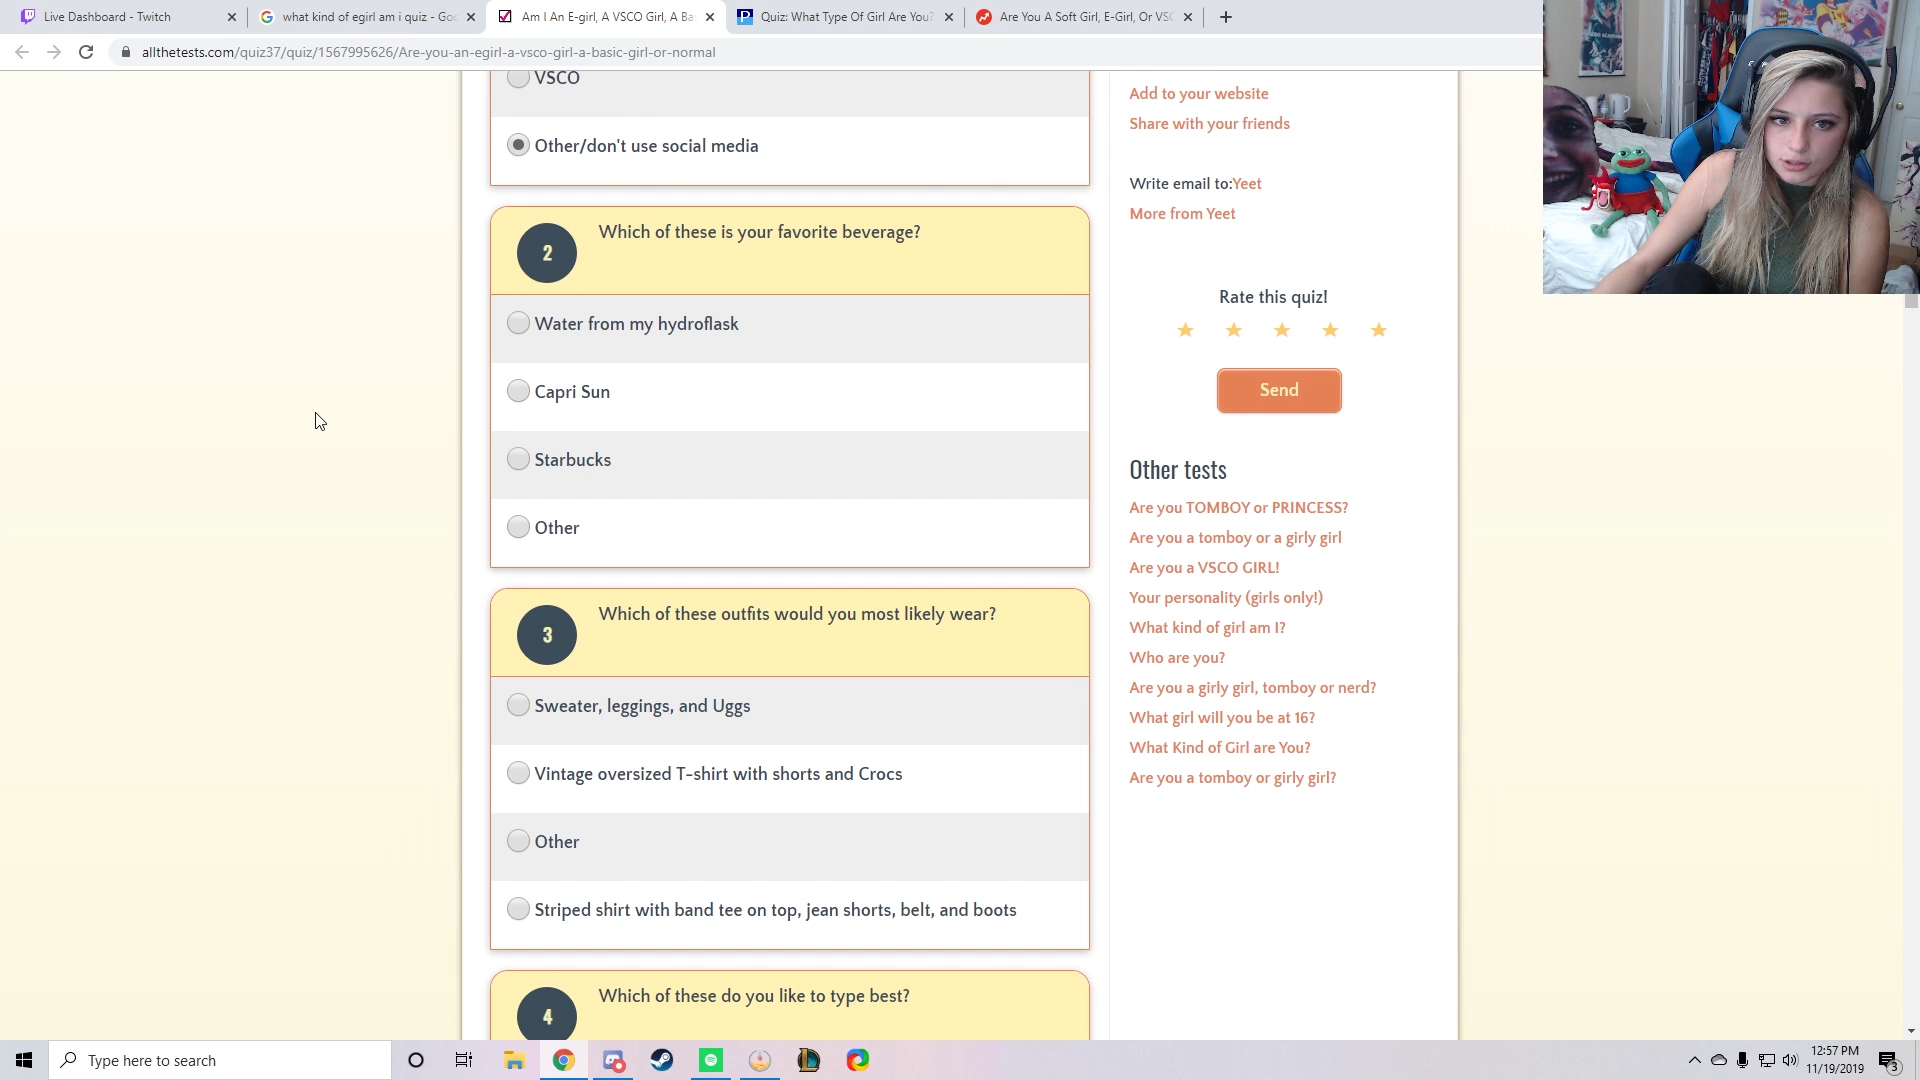 Live Dashboard - Twitch
what kind of egirl am i quiz - Goo
Am I An E-girl, A VSCO Girl, A Ba
Quiz: What Type Of Girl Are You?
Are You A Soft Girl, E-Girl, Or VSC
allthetests.com/quiz37/quiz/1567995626/Are-you-an-egirl-a-vsco-girl-a-basic-girl-or-normal
VSCO
Other/don't use social media
2
Which of these is your favorite beverage?
Water from my hydroflask
Capri Sun
Starbucks
Other
3
Which of these outfits would you most likely wear?
Sweater, leggings, and Uggs
Vintage oversized T-shirt with shorts and Crocs
Other
Striped shirt with band tee on top, jean shorts, belt, and boots
4
Which of these do you like to type best?
Add to your website
Share with your friends
Write email to:Yeet
More from Yeet
Rate this quiz!
Send
Other tests
Are you TOMBOY or PRINCESS?
Are you a tomboy or a girly girl
Are you a VSCO GIRL!
Your personality (girls only!)
What kind of girl am I?
Who are you?
Are you a girly girl, tomboy or nerd?
What girl will you be at 16?
What Kind of Girl are You?
Are you a tomboy or girly girl?
Type here to search
12:57 PM
11/19/2019
3